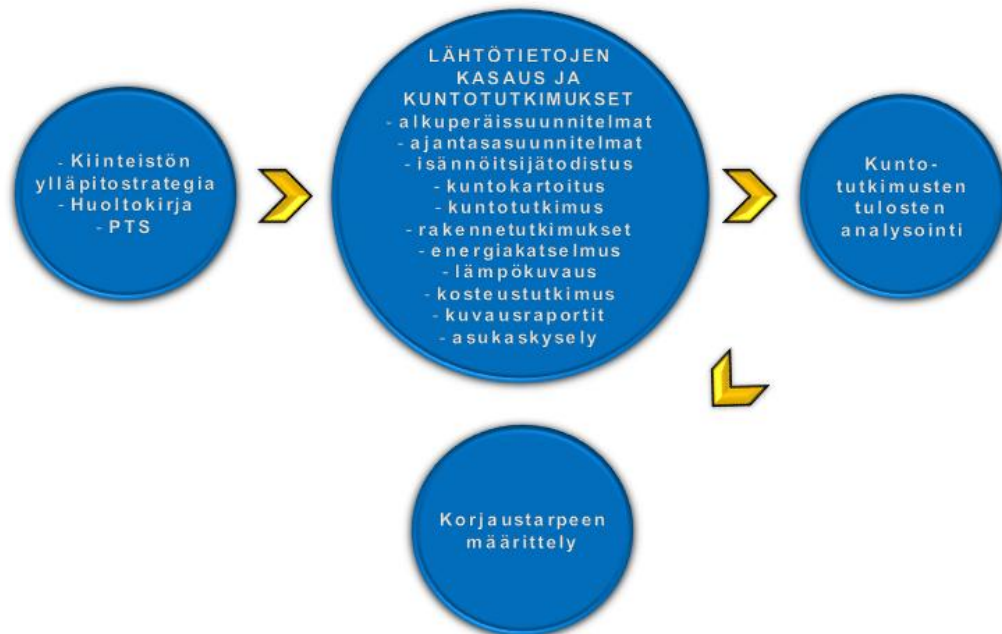 - Kiinteistön
ylläpitostrategia
- Huoltokirja
- PTS
LÄHTÖTIETOJEN
KASAUS JA
KUNTOTUTKIMUKSET
- alkuperäissuunnitelmat
- ajantasasuunnitelmat
- isännöitsijätodistus
- kuntokartoitus
- kuntotutkimus
- rakennetutkimukset
- energiakatselmus
- lämpökuvaus
- kosteustutkimus
- kuvausraportit
- asukaskysely
Kunto-
tutkimusten
tulosten
analysointi
Korjaustarpeen
määrittely